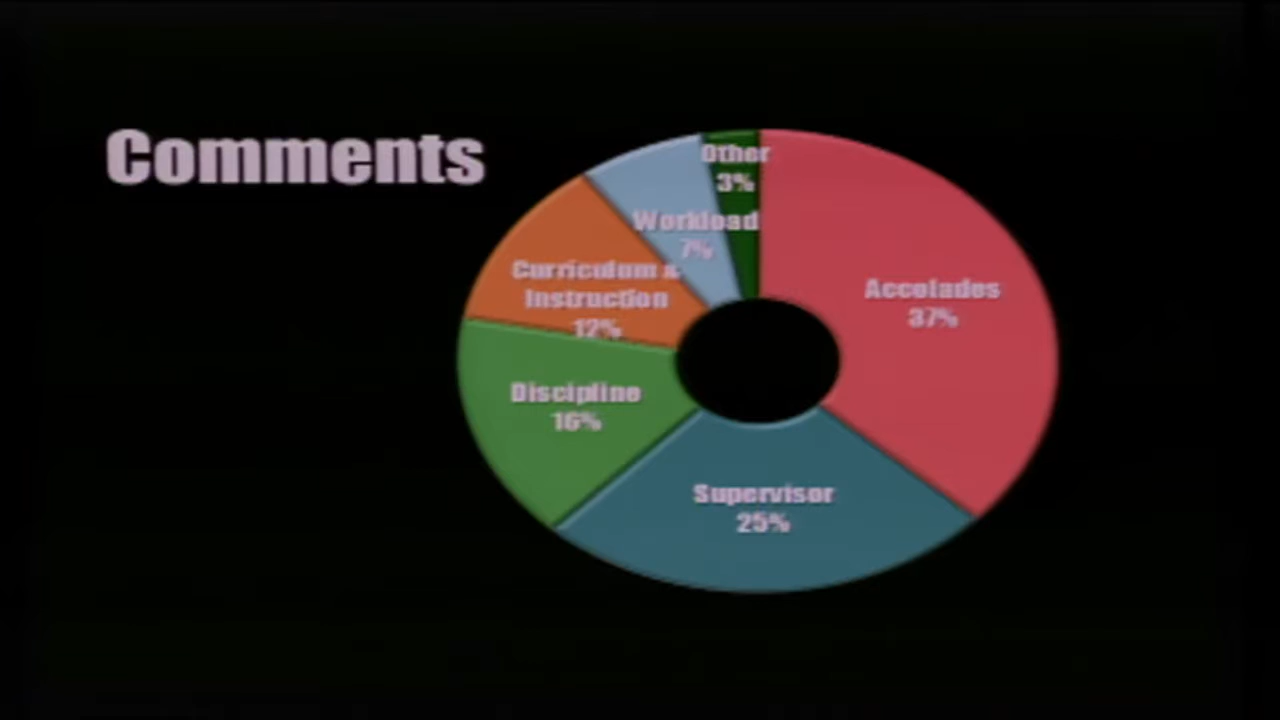 Comments
Other
3%
Workload
7%
Curriculum &
Instruction
12%
Accolades
37%
Discipline
16%
Supervisor
25%